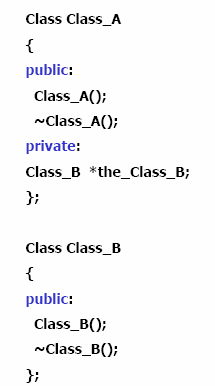 Class Class_A
{
public:
Class_A();
~Class_A();
private:
Class_B *the_Class_B;
};
Class Class_B
{
public:
Class_B();
~Class_B();
};